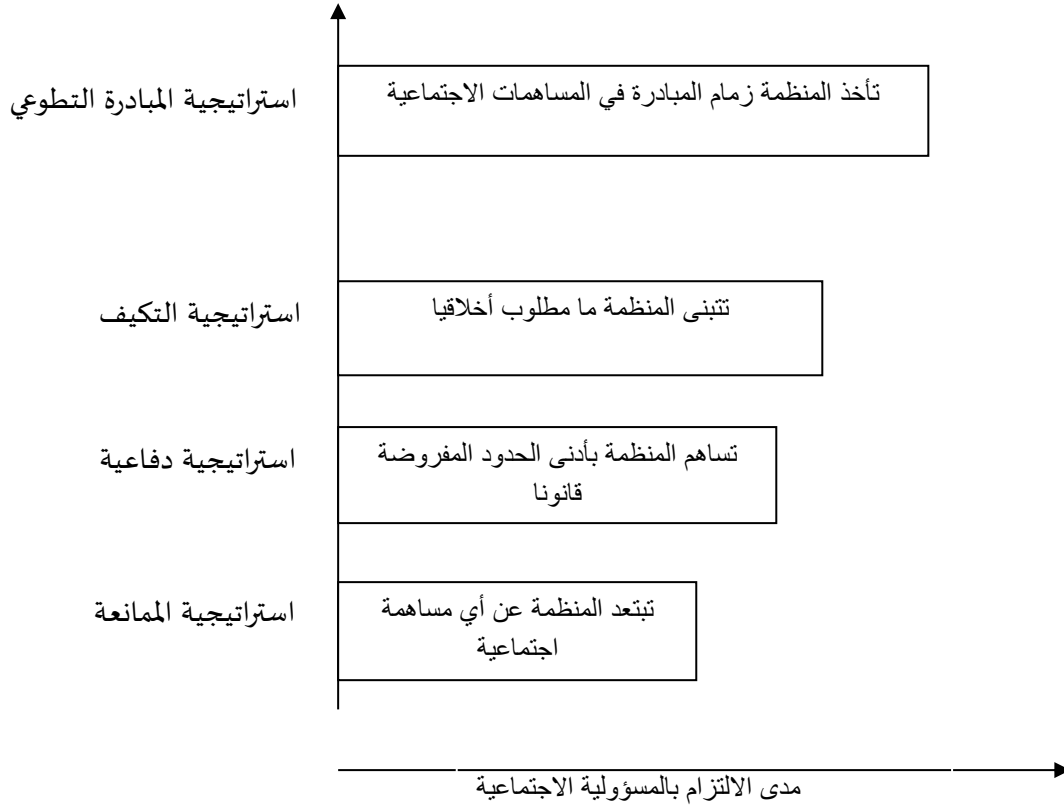 استراتيجية المبادرة التطوعي
تأخذ المنظمة زمام المبادرة في المساهمات الاجتماعية
استراتيجية التكيف
تتبنى المنظمة ما مطلوب أخلاقيا
استراتيجية دفاعية
تساهم المنظمة بأدنى الحدود المفروضة
قانونا
استراتيجية الممانعة
تبتعد المنظمة عن أي مساهمة
اجتماعية
مدى الالتزام بالمسؤولية الاجتماعية